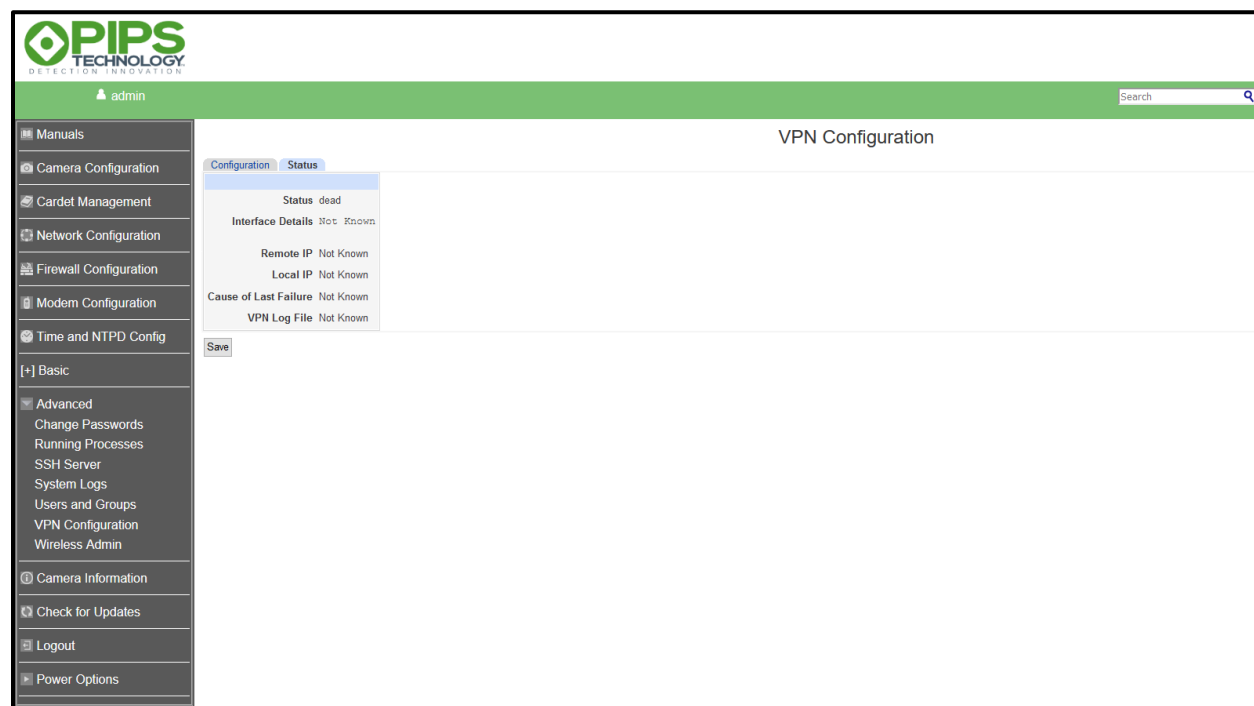 PIPS
TECHNOLOGY.
DETECTION INNOVATION
admin
Search
Manuals
Camera Configuration
Cardet Management
Network Configuration
Firewall Configuration
Modem Configuration
Time and NTPD Config
[+] Basic
Advanced
Change Passwords
Running Processes
SSH Server
System Logs
Users and Groups
VPN Configuration
Wireless Admin
Camera Information
Check for Updates
Logout
Power Options
VPN Configuration
Configuration Status
Status dead
Interface Details Not Known
Remote IP Not Known
Local IP Not Known
Cause of Last Failure Not Known
VPN Log File Not Known
Save